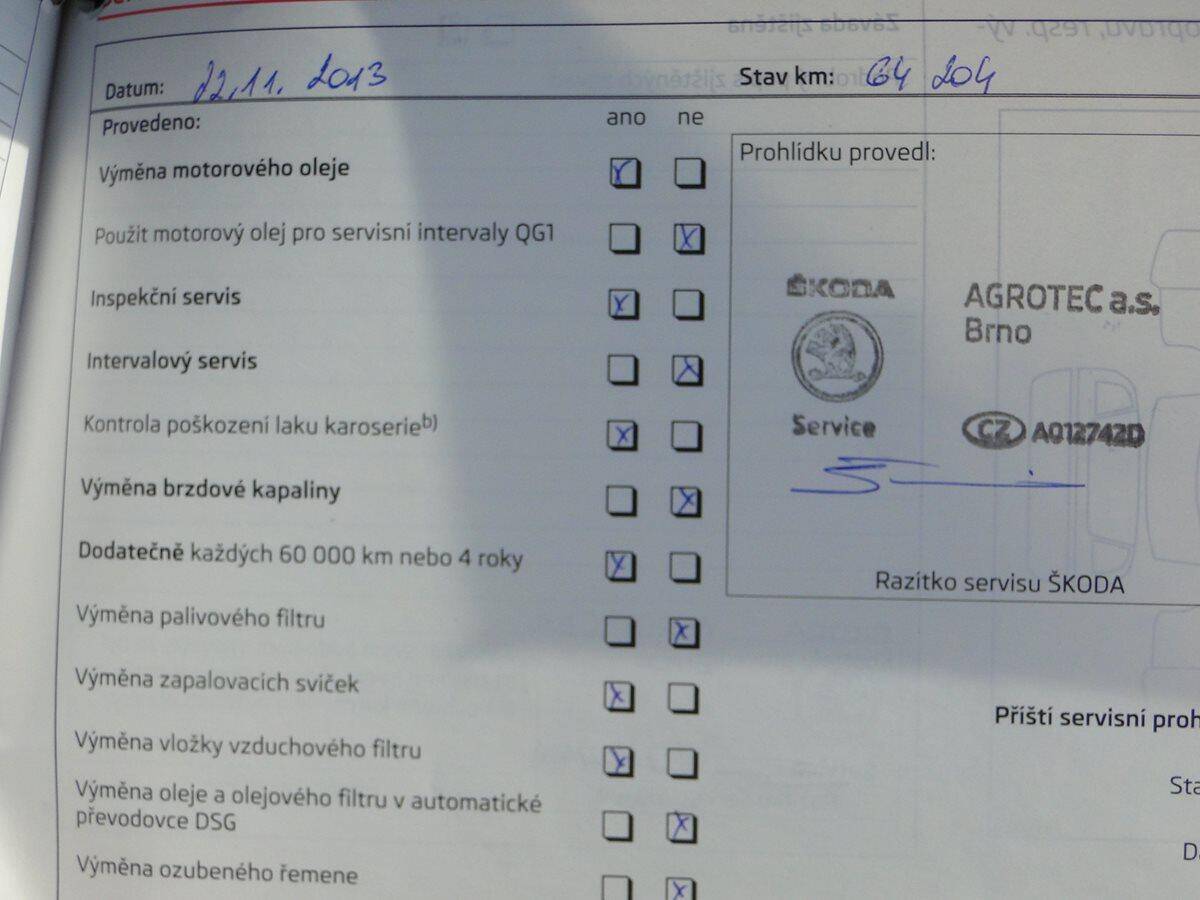 Datum: 22.11. 2013 Stav km: 64 204
Provedeno: ano ne
Prohlídku provedl:
Výměna motorového oleje
Použit motorový olej pro servisní intervaly QG1
Inspekční servis
Intervalový servis
Kontrola poškození laku karoserieb)
Výměna brzdové kapaliny
Dodatečně každých 60 000 km nebo 4 roky
Výměna palivového filtru
Výměna zapalovacích svíček
Výměna vložky vzduchového filtru
Výměna oleje a olejového filtru v automatické
převodovce DSG
Výměna ozubeného řemene
ŠKODA
Service
AGROTEC a.s.
Brno
CZ A012742D
Razítko servisu ŠKODA
Příští servisní proh
Sta